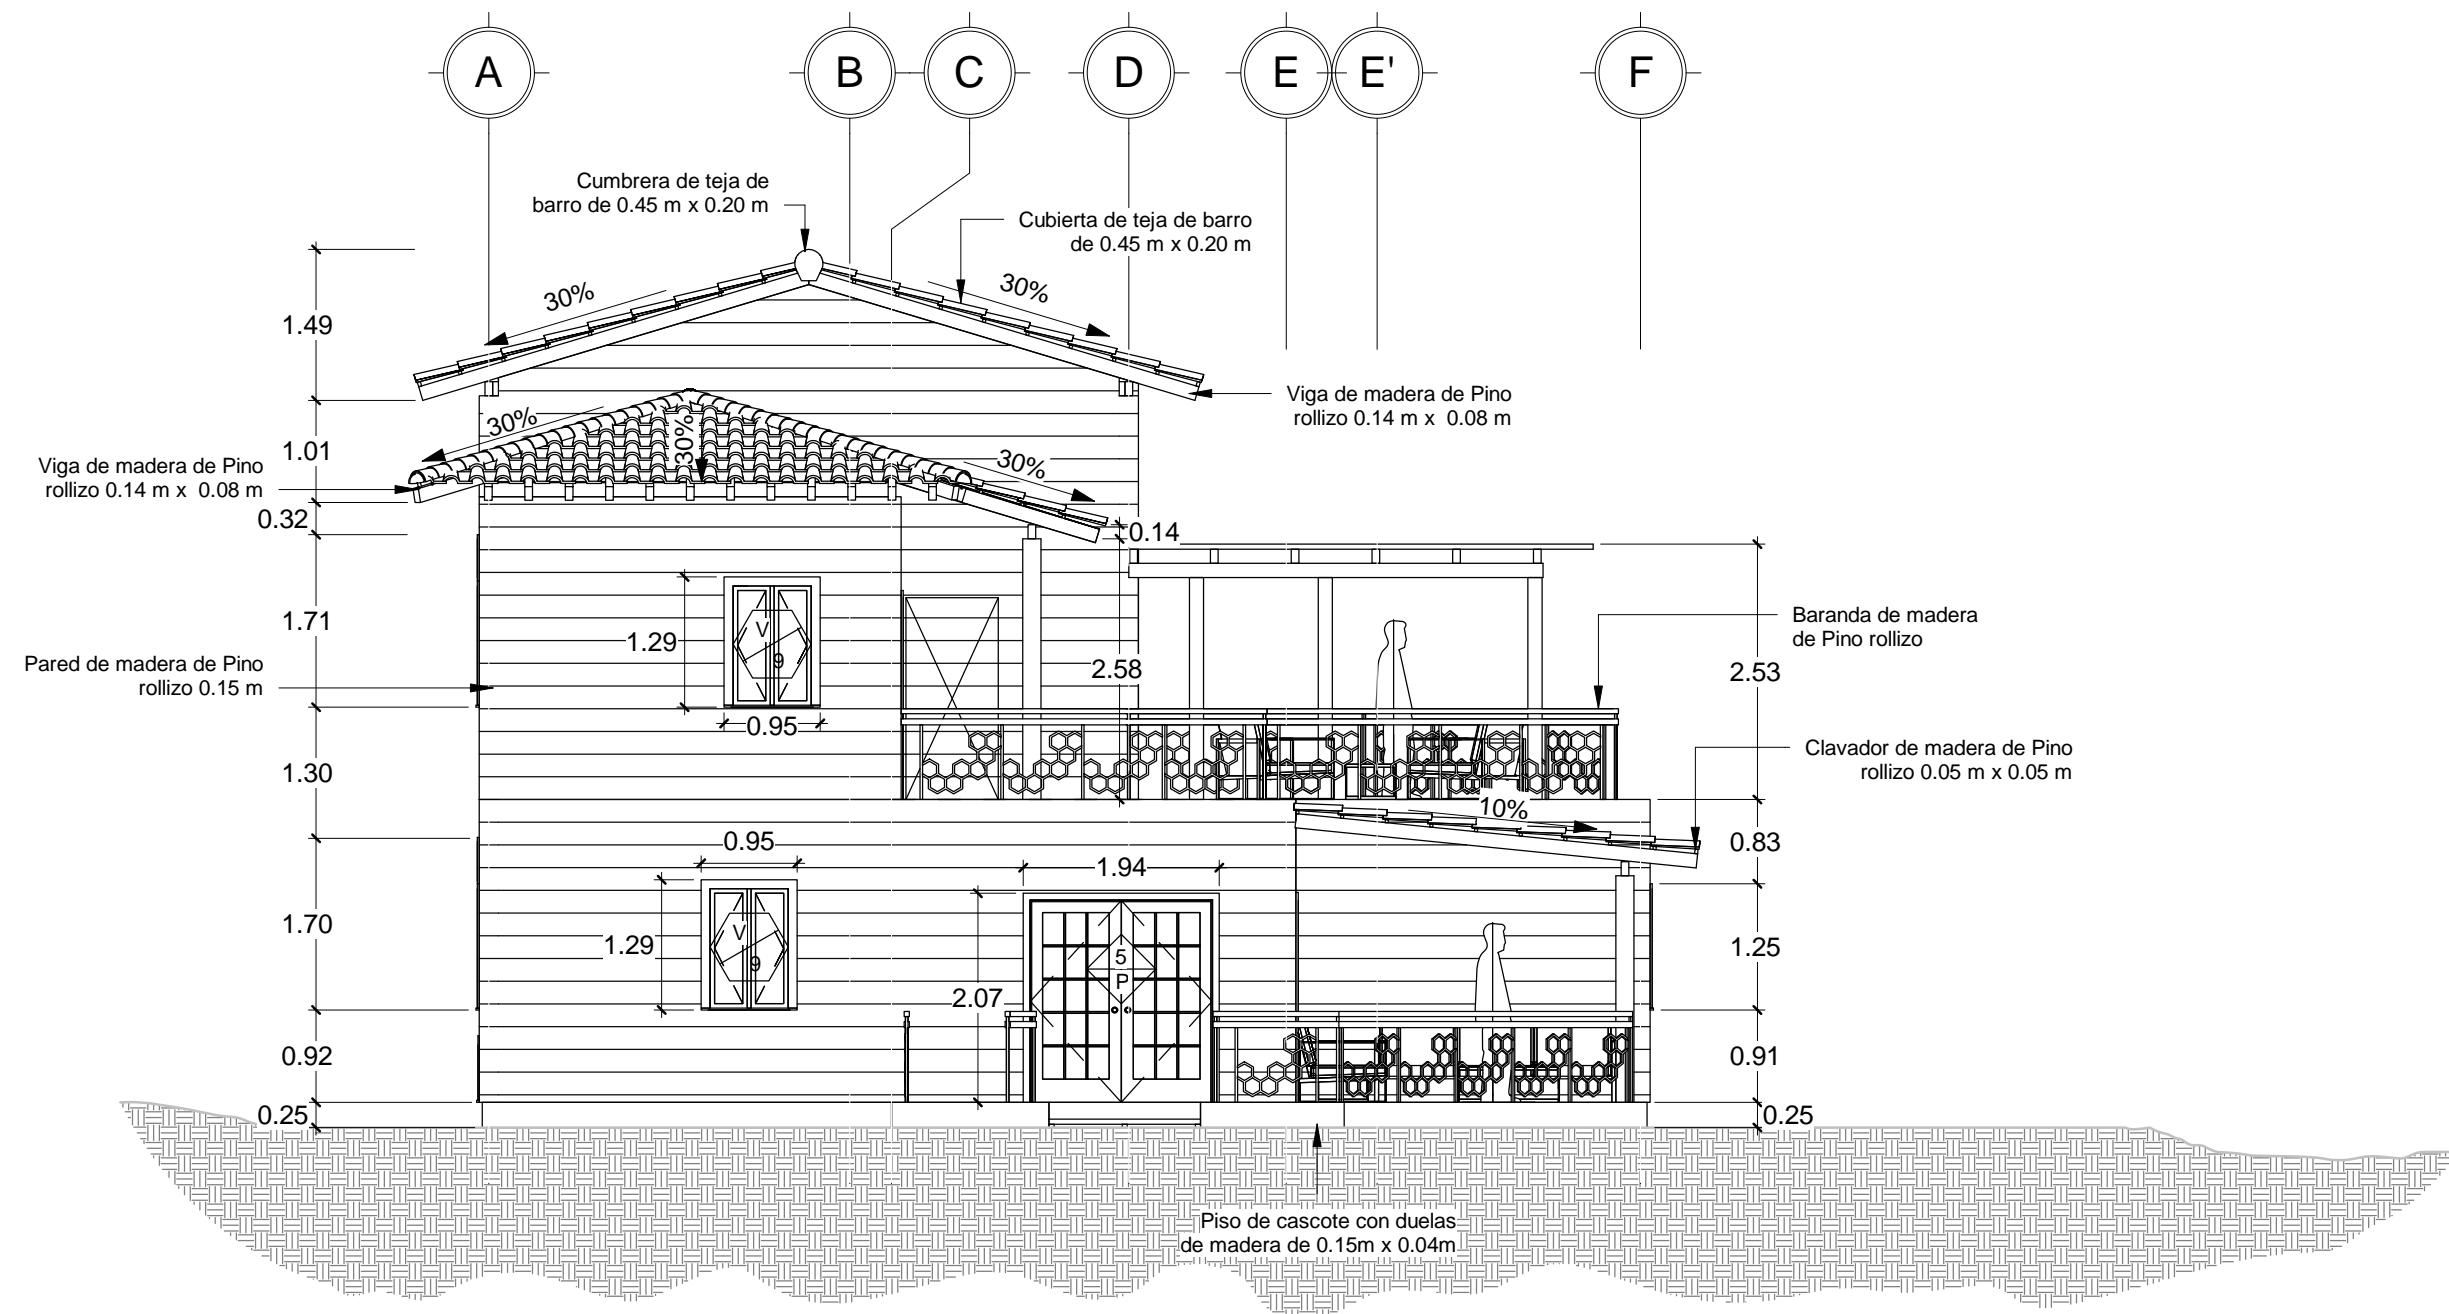 A
B
C
D
E
E'
F
Cumbrera de teja de
barro de 0.45 m x 0.20 m
Cubierta de teja de barro
de 0.45 m x 0.20 m
30%
30%
1.49
Viga de madera de Pino
rollizo 0.14 m x 0.08 m
30%
30%
30%
1.01
Viga de madera de Pino
rollizo 0.14 m x 0.08 m
0.32
0.14
1.71
1.29
V
9
2.58
Baranda de madera
de Pino rollizo
2.53
Pared de madera de Pino
rollizo 0.15 m
0.95
1.30
Clavador de madera de Pino
rollizo 0.05 m x 0.05 m
10%
0.95
1.94
0.83
1.70
1.29
V
9
5
P
2.07
1.25
0.92
0.91
0.25
0.25
Piso de cascote con duelas
de madera de 0.15m x 0.04m